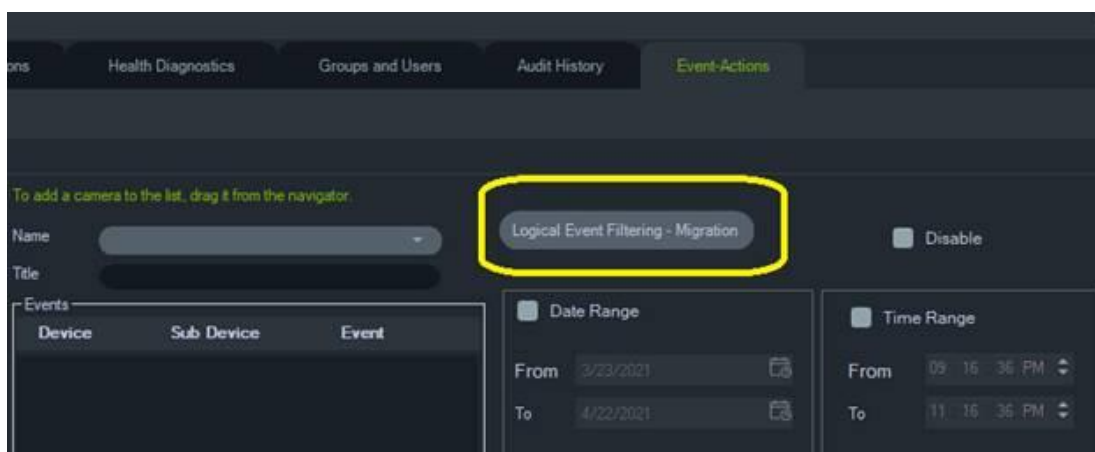 ons Health Diagnostics Groups and Users Audit History Event-Actions
To add a camera to the list, drag it from the navigator.
Name
Logical Event Filtering - Migration
Disable
Title
Events
Device Sub Device Event
Date Range
From 3/23/2021
To 4/22/2021
Time Range
From 09 16 36 PM
To 11 16 36 PM